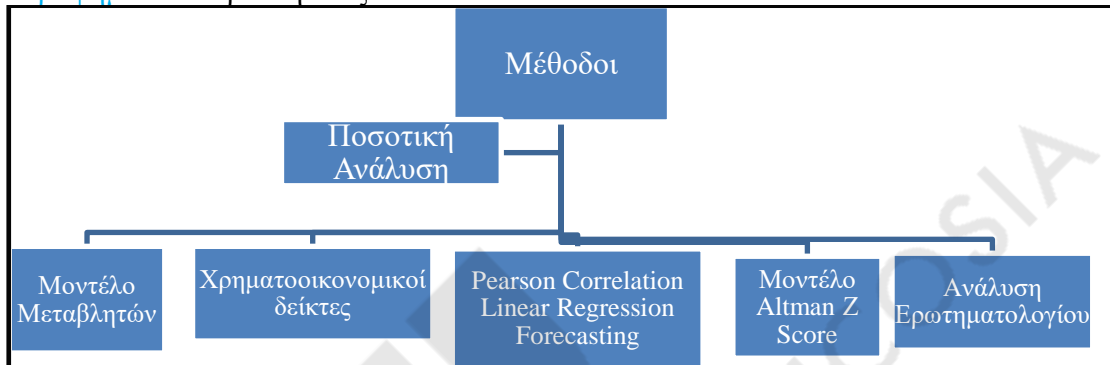 Μέθοδοι
Ποσοτική
Ανάλυση
Μοντέλο
Μεταβλητών
Χρηματοοικονομικοί
δείκτες
Pearson Correlation
Linear Regression
Forecasting
Μοντέλο
Altman Z
Score
Ανάλυση
Ερωτηματολογίου